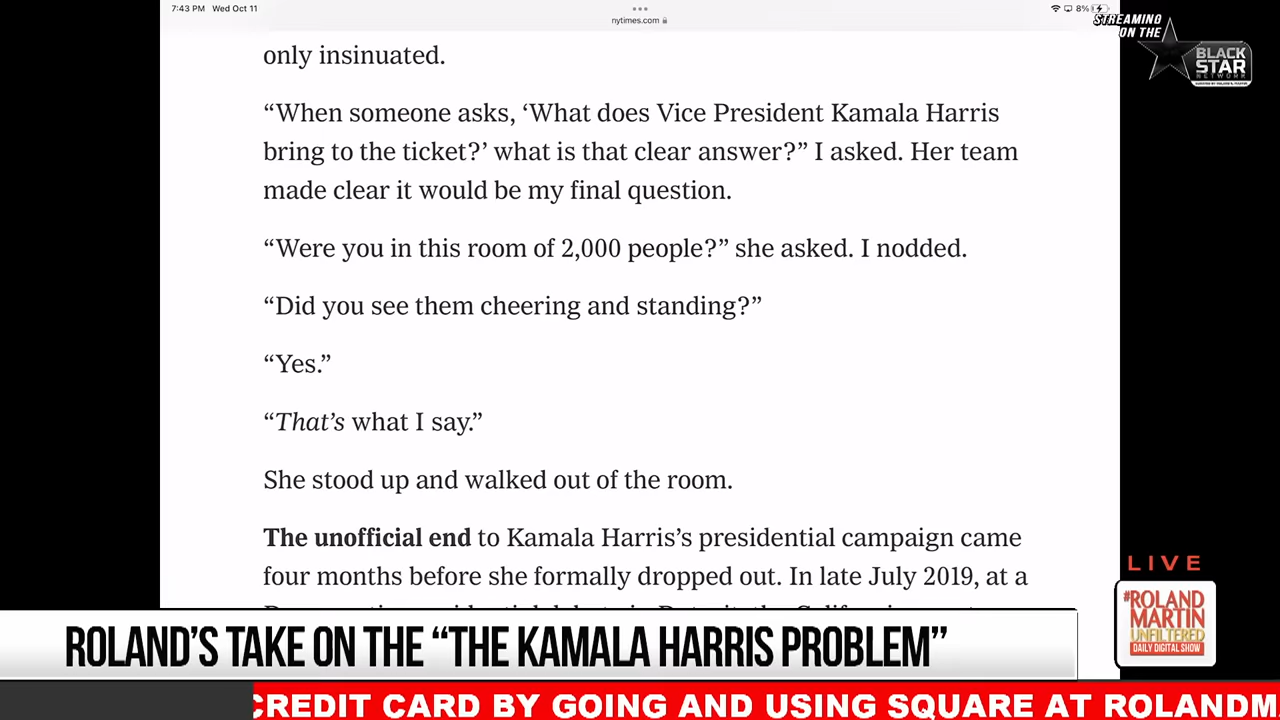 7:43 PM Wed Oct 11
nytimes.com
8%
STREAMING
ON THE
BLACK
STAR
NETWORK
only insinuated.
“When someone asks, ‘What does Vice President Kamala Harris
bring to the ticket?’ what is that clear answer?” I asked. Her team
made clear it would be my final question.
“Were you in this room of 2,000 people?” she asked. I nodded.
“Did you see them cheering and standing?”
“Yes.”
“That’s what I say.”
She stood up and walked out of the room.
The unofficial end to Kamala Harris’s presidential campaign came
four months before she formally dropped out. In late July 2019, at a
LIVE
#ROLAND
MARTIN
UNFILTERED
DAILY DIGITAL SHOW
ROLAND’S TAKE ON THE “THE KAMALA HARRIS PROBLEM”
CREDIT CARD BY GOING AND USING SQUARE AT ROLANDM